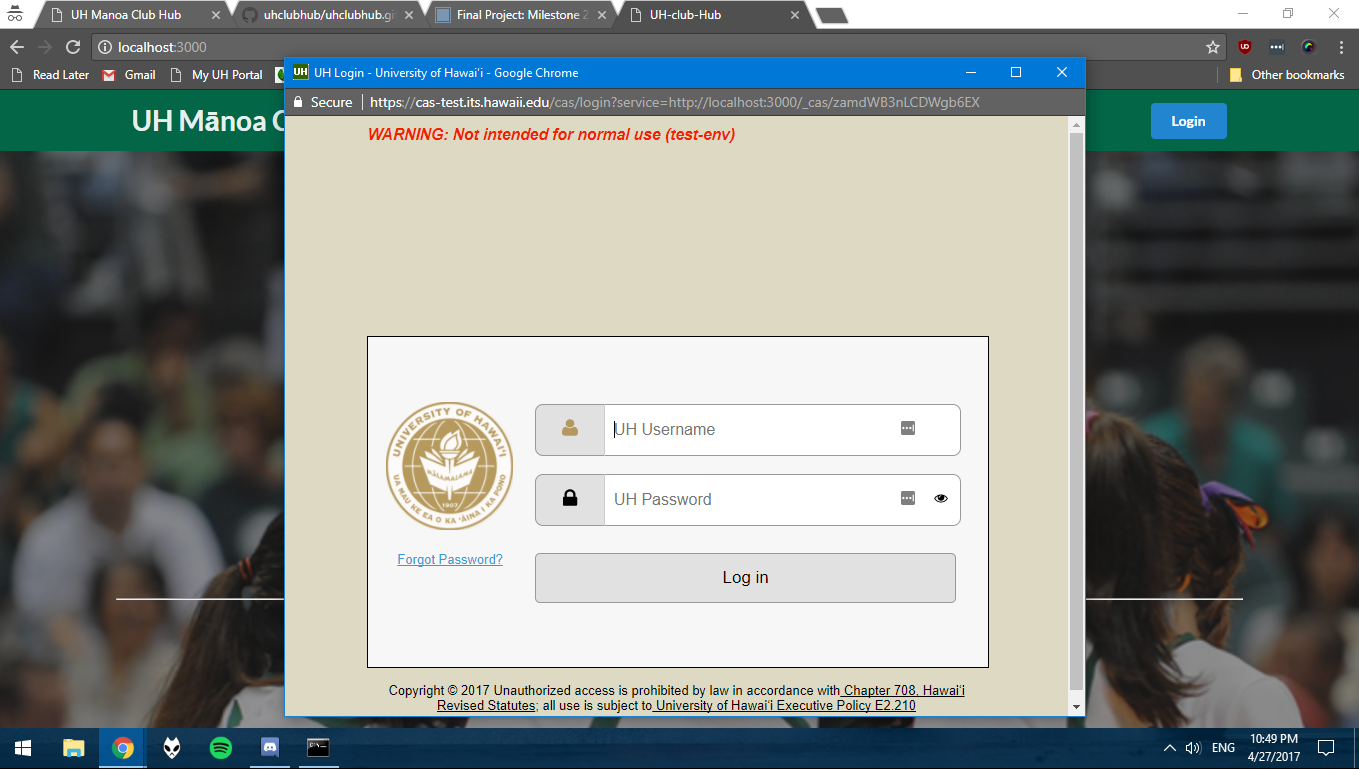 UH Manoa Club Hub
uhclubhub/uhclubhub.gi
Final Project: Milestone 2
UH-club-Hub
localhost:3000
Read Later
Gmail
My UH Portal
Other bookmarks
UH Login - University of Hawai'i - Google Chrome
Secure
https://cas-test.its.hawaii.edu/cas/login?service=http://localhost:3000/_cas/zamdWB3nLCDWgb6EX
UH Mānoa C
Login
WARNING: Not intended for normal use (test-env)
UNIVERSITY OF HAWAI'I
MALAMALAMA
1907
UA MAU KE EA O KA ʻĀINA I KA PONO
UH Username
UH Password
Forgot Password?
Log in
Copyright © 2017 Unauthorized access is prohibited by law in accordance with Chapter 708, Hawai'i
Revised Statutes; all use is subject to University of Hawai'i Executive Policy E2.210
ENG
10:49 PM
4/27/2017